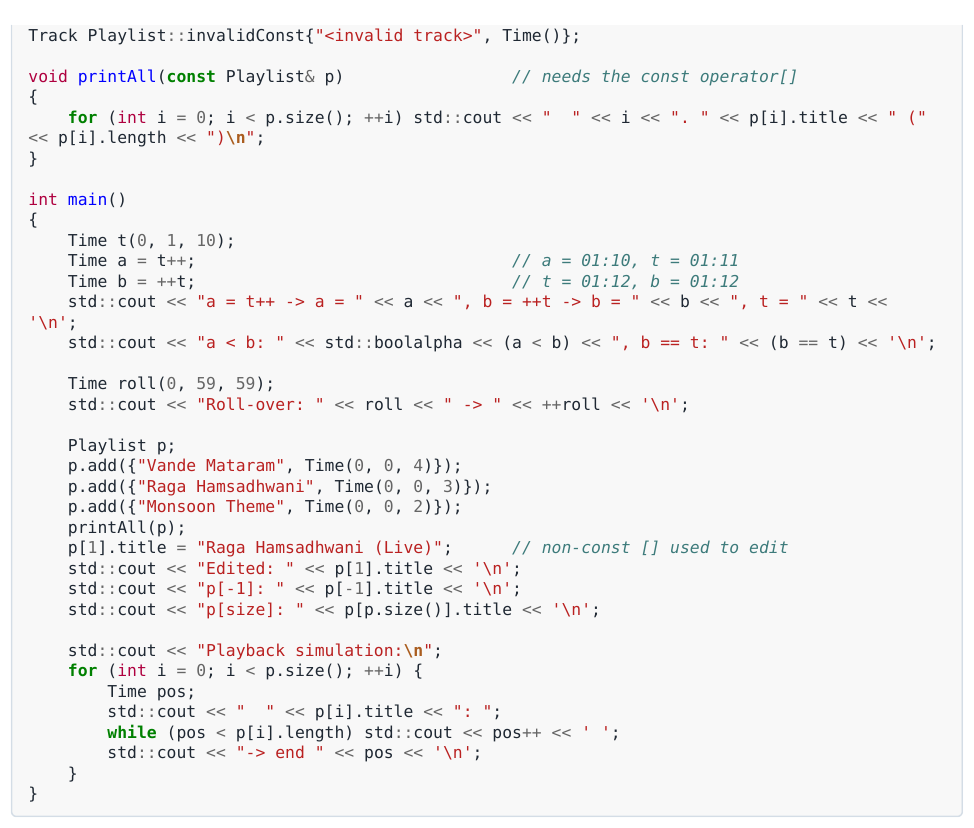 Track Playlist::invalidConst{"<invalid track>", Time()};

void printAll(const Playlist& p)                 // needs the const operator[]
{
    for (int i = 0; i < p.size(); ++i) std::cout << "  " << i << ". " << p[i].title << " ("
<< p[i].length << ")\n";
}

int main()
{
    Time t(0, 1, 10);
    Time a = t++;                                // a = 01:10, t = 01:11
    Time b = ++t;                                // t = 01:12, b = 01:12
    std::cout << "a = t++ -> a = " << a << ", b = ++t -> b = " << b << ", t = " << t <<
'\n';
    std::cout << "a < b: " << std::boolalpha << (a < b) << ", b == t: " << (b == t) << '\n';

    Time roll(0, 59, 59);
    std::cout << "Roll-over: " << roll << " -> " << ++roll << '\n';

    Playlist p;
    p.add({"Vande Mataram", Time(0, 0, 4)});
    p.add({"Raga Hamsadhwani", Time(0, 0, 3)});
    p.add({"Monsoon Theme", Time(0, 0, 2)});
    printAll(p);
    p[1].title = "Raga Hamsadhwani (Live)";      // non-const [] used to edit
    std::cout << "Edited: " << p[1].title << '\n';
    std::cout << "p[-1]: " << p[-1].title << '\n';
    std::cout << "p[size]: " << p[p.size()].title << '\n';

    std::cout << "Playback simulation:\n";
    for (int i = 0; i < p.size(); ++i) {
        Time pos;
        std::cout << "  " << p[i].title << ": ";
        while (pos < p[i].length) std::cout << pos++ << ' ';
        std::cout << "-> end " << pos << '\n';
    }
}